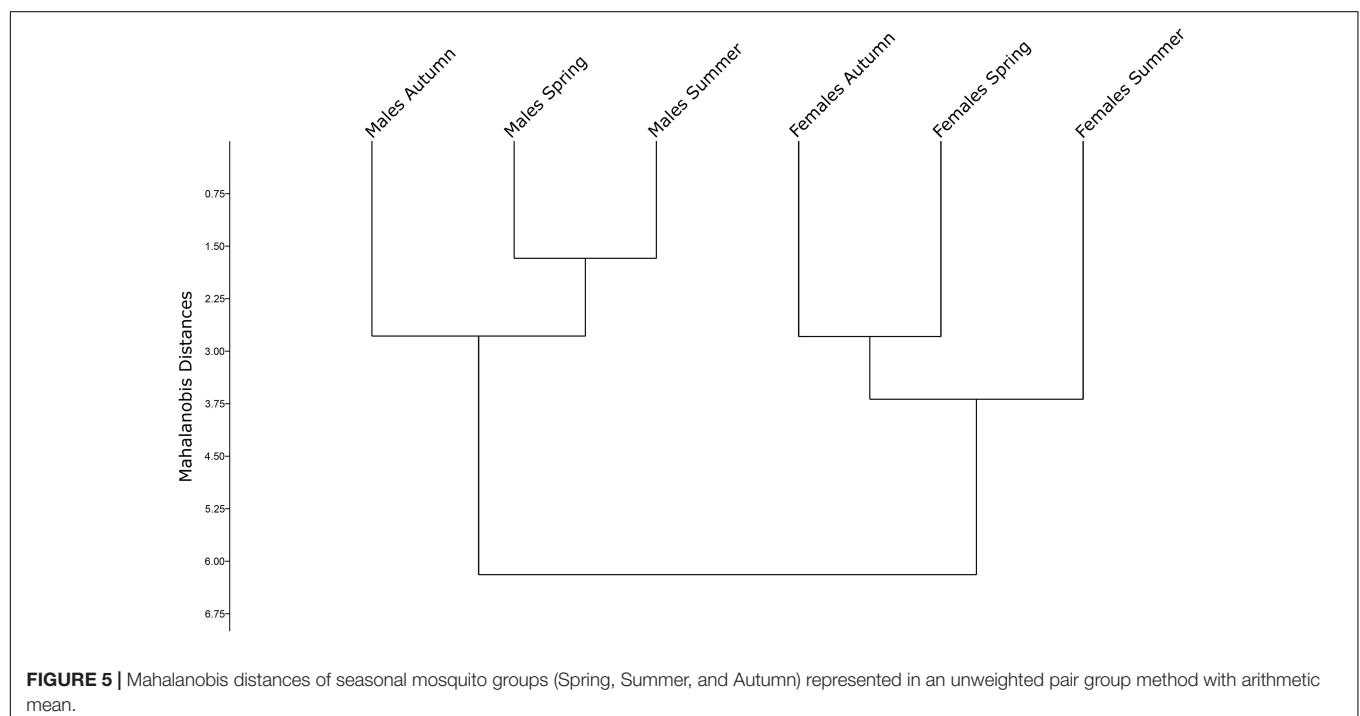 Males Autumn
Males Spring
Males Summer
Females Autumn
Females Spring
Females Summer
Mahalanobis Distances
0.75
1.50
2.25
3.00
3.75
4.50
5.25
6.00
6.75
FIGURE 5 | Mahalanobis distances of seasonal mosquito groups (Spring, Summer, and Autumn) represented in an unweighted pair group method with arithmetic
mean.